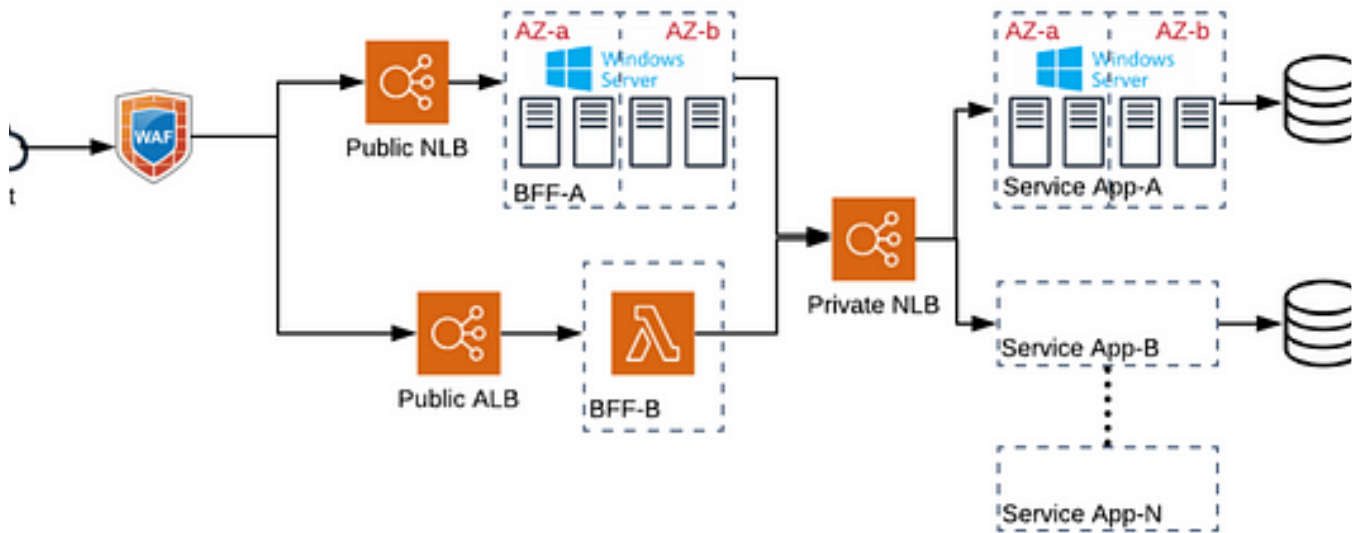 t
WAF
Public NLB
AZ-a AZ-b
Windows
Server
BFF-A
Public ALB
BFF-B
Private NLB
AZ-a AZ-b
Windows
Server
Service App-A
Service App-B
Service App-N